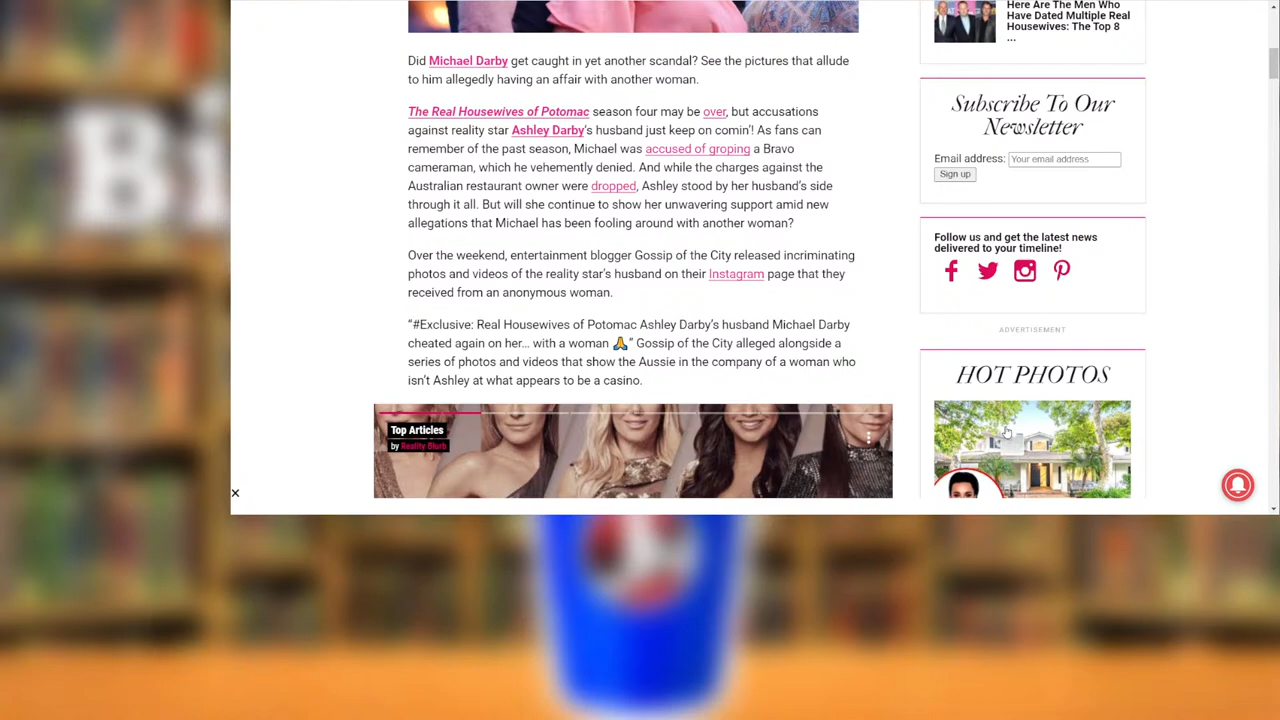 Here Are The Men Who
Have Dated Multiple Real
Housewives: The Top 8
...
Did Michael Darby get caught in yet another scandal? See the pictures that allude
to him allegedly having an affair with another woman.
The Real Housewives of Potomac season four may be over, but accusations
against reality star Ashley Darby's husband just keep on comin'! As fans can
remember of the past season, Michael was accused of groping a Bravo
cameraman, which he vehemently denied. And while the charges against the
Australian restaurant owner were dropped, Ashley stood by her husband's side
through it all. But will she continue to show her unwavering support amid new
allegations that Michael has been fooling around with another woman?
Over the weekend, entertainment blogger Gossip of the City released incriminating
photos and videos of the reality star's husband on their Instagram page that they
received from an anonymous woman.
“#Exclusive: Real Housewives of Potomac Ashley Darby's husband Michael Darby
cheated again on her... with a woman 🙏” Gossip of the City alleged alongside a
series of photos and videos that show the Aussie in the company of a woman who
isn't Ashley at what appears to be a casino.
Top Articles
by Reality Blurb
Subscribe To Our
Newsletter
Email address: Your email address
Sign up
Follow us and get the latest news
delivered to your timeline!
ADVERTISEMENT
HOT PHOTOS